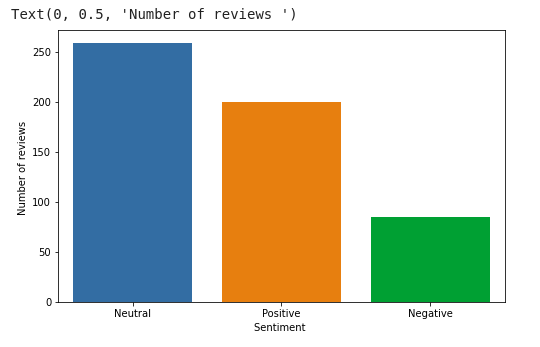 Text(0, 0.5, 'Number of reviews ')
250
200
150
100
50
0
Number of reviews
Neutral
Positive
Negative
Sentiment